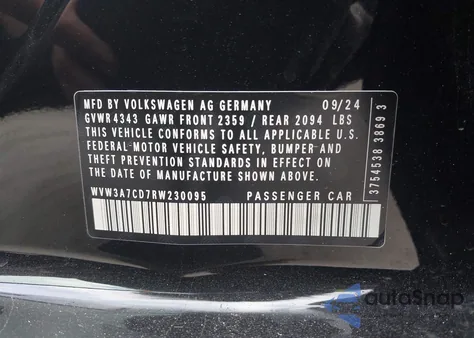 MFD BY VOLKSWAGEN AG GERMANY 09/24
GVWR 4343 GAWR FRONT 2359 / REAR 2094 LBS
THIS VEHICLE CONFORMS TO ALL APPLICABLE U.S.
FEDERAL-MOTOR VEHICLE SAFETY, BUMPER AND
THEFT PREVENTION STANDARDS IN EFFECT ON THE
DATE OF MANUFACTURE SHOWN ABOVE.
WVW3A7CD7RW230095 PASSENGER CAR
3754538 3869 3
autoSnap